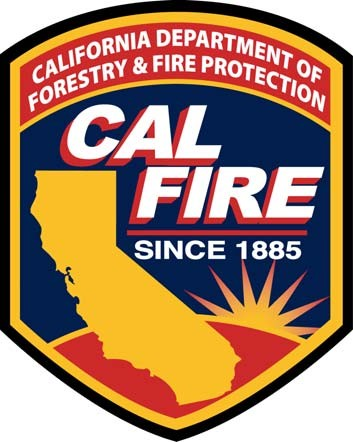 CALIFORNIA DEPARTMENT OF
FORESTRY & FIRE PROTECTION
CAL
FIRE
SINCE 1885